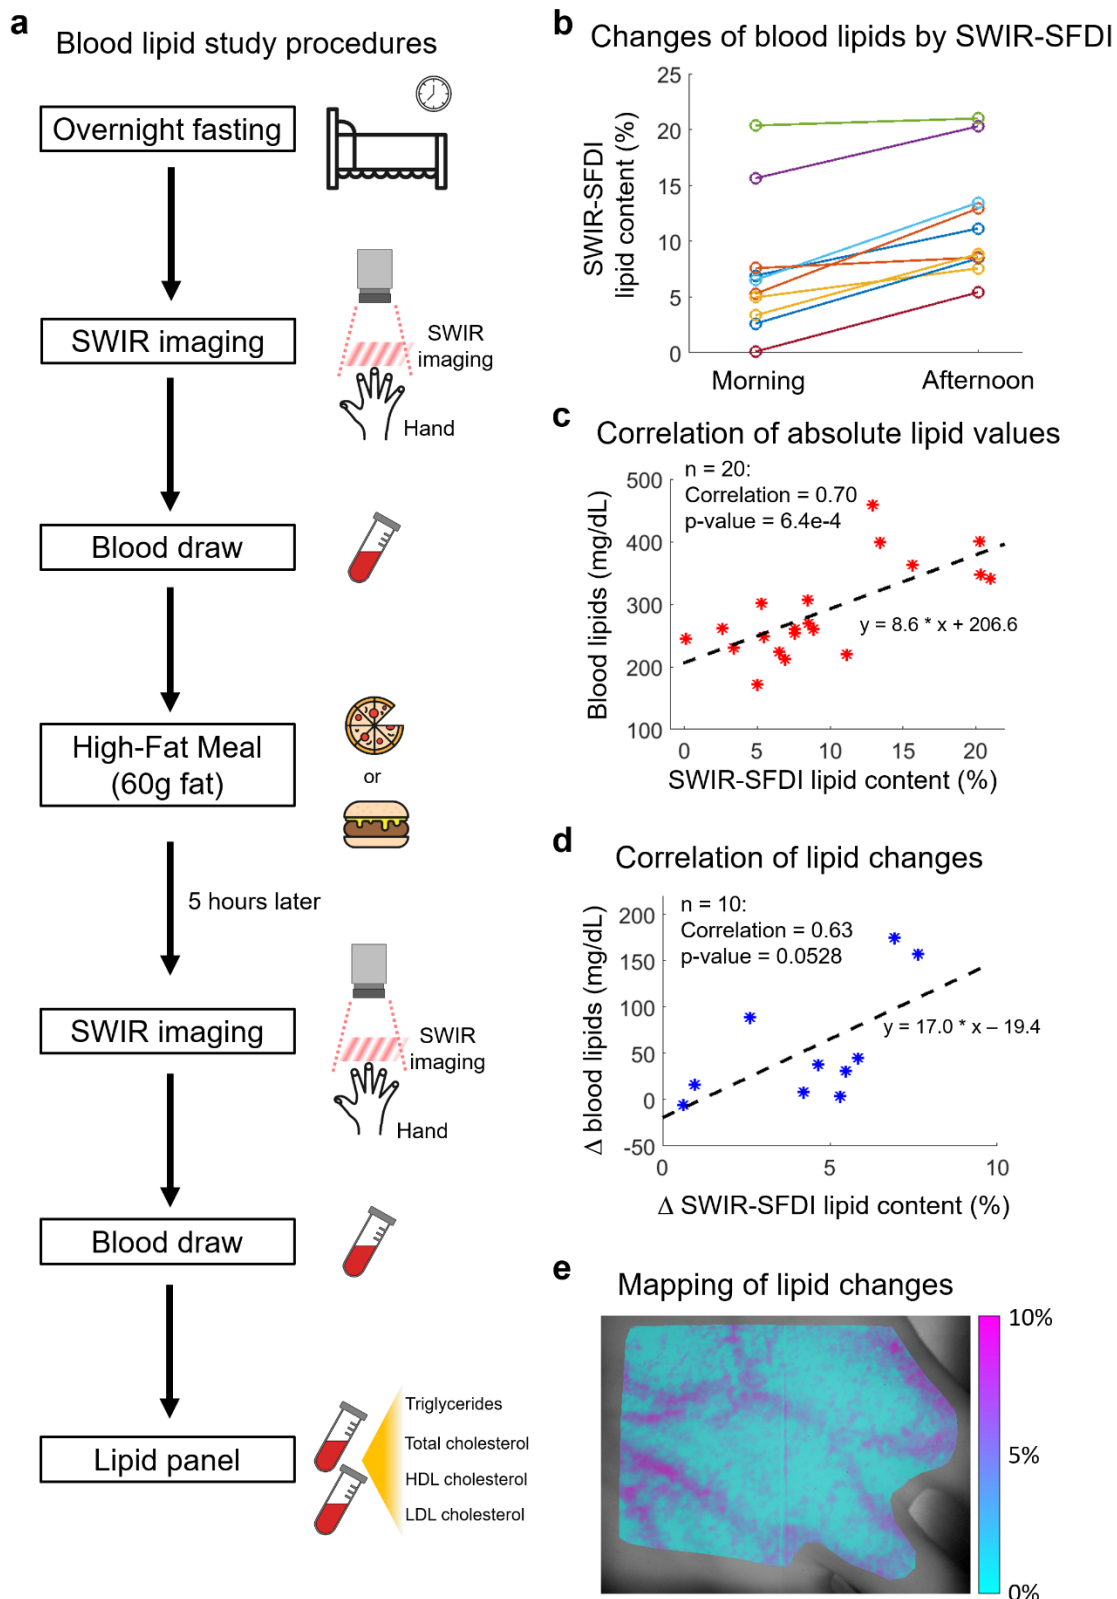 a
Blood lipid study procedures
Overnight fasting
SWIR imaging
SWIR
imaging
Hand
Blood draw
High-Fat Meal
(60g fat)
or
5 hours later
SWIR imaging
SWIR
imaging
Hand
Blood draw
Lipid panel
Triglycerides
Total cholesterol
HDL cholesterol
LDL cholesterol
b
Changes of blood lipids by SWIR-SFDI
SWIR-SFDI
lipid content (%)
25
20
15
10
5
0
Morning
Afternoon
c
Correlation of absolute lipid values
Blood lipids (mg/dL)
500
400
300
200
100
n = 20:
Correlation = 0.70
p-value = 6.4e-4
y = 8.6 * x + 206.6
0 5 10 15 20
SWIR-SFDI lipid content (%)
d
Correlation of lipid changes
Δ blood lipids (mg/dL)
200
150
100
50
0
-50
n = 10:
Correlation = 0.63
p-value = 0.0528
y = 17.0 * x – 19.4
0 5 10
Δ SWIR-SFDI lipid content (%)
e
Mapping of lipid changes
10%
5%
0%